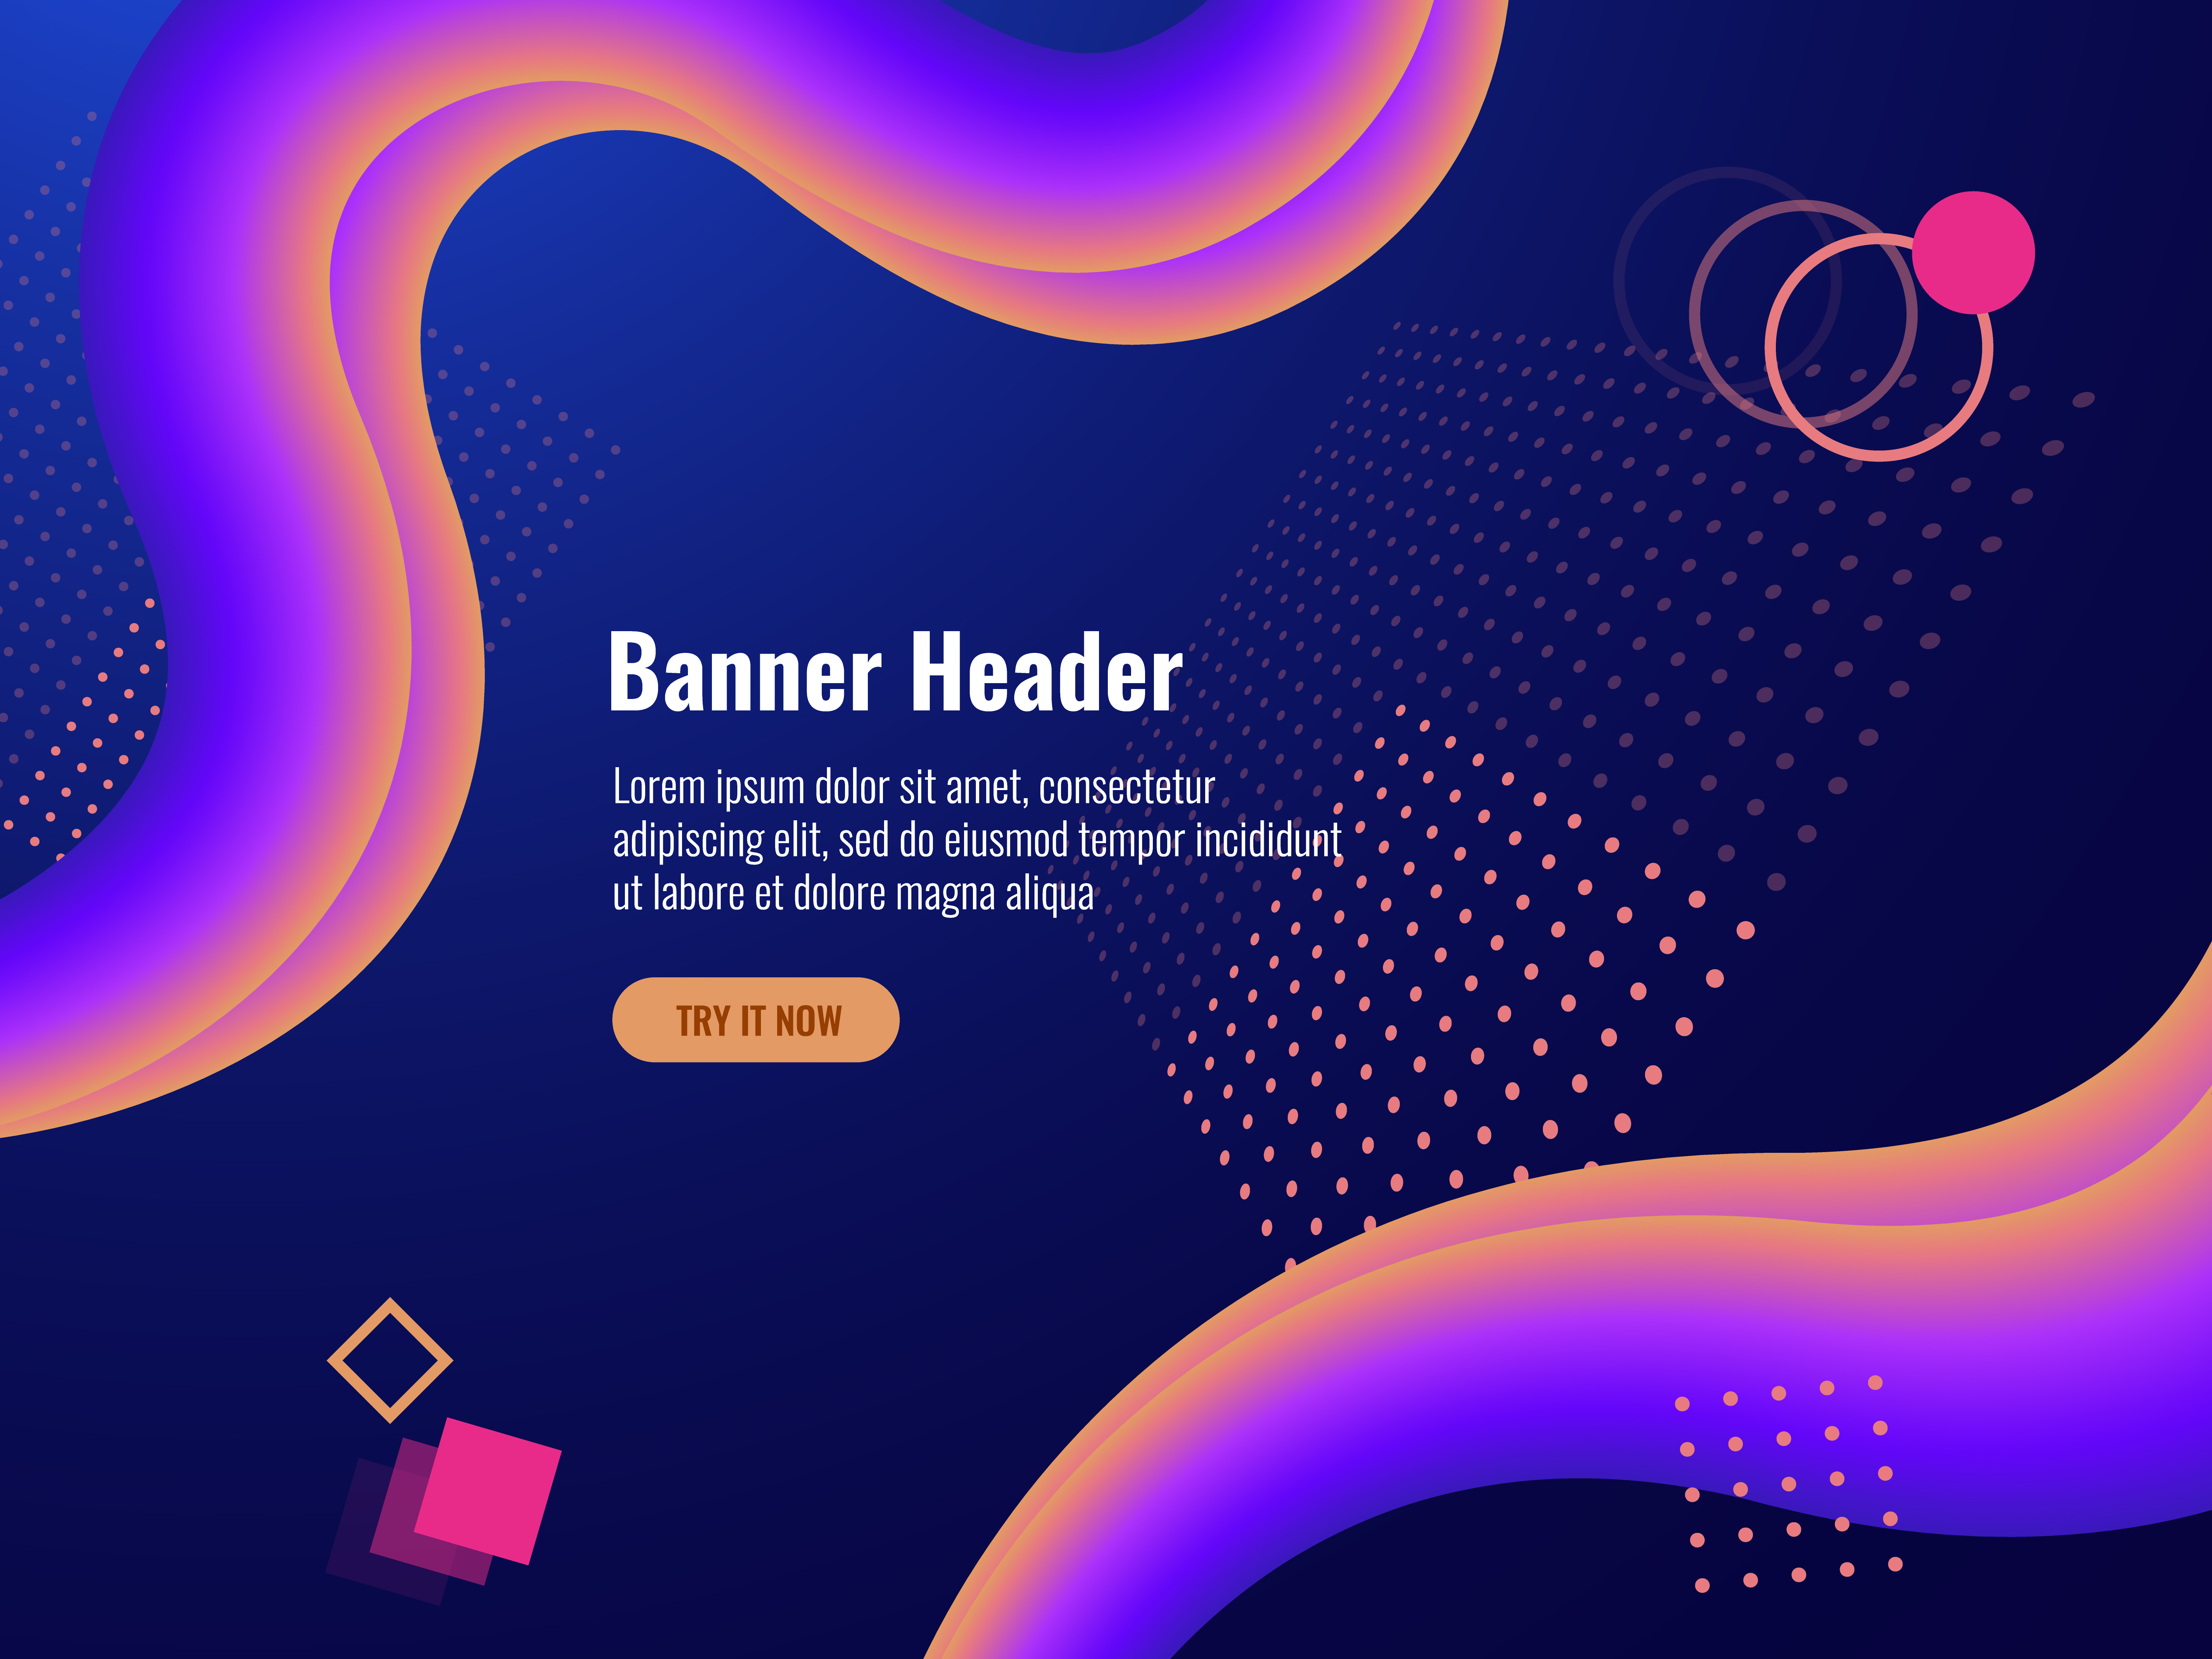 Banner Header
Lorem ipsum dolor sit amet, consectetur
adipiscing elit, sed do eiusmod tempor incididunt
ut labore et dolore magna aliqua
TRY IT NOW